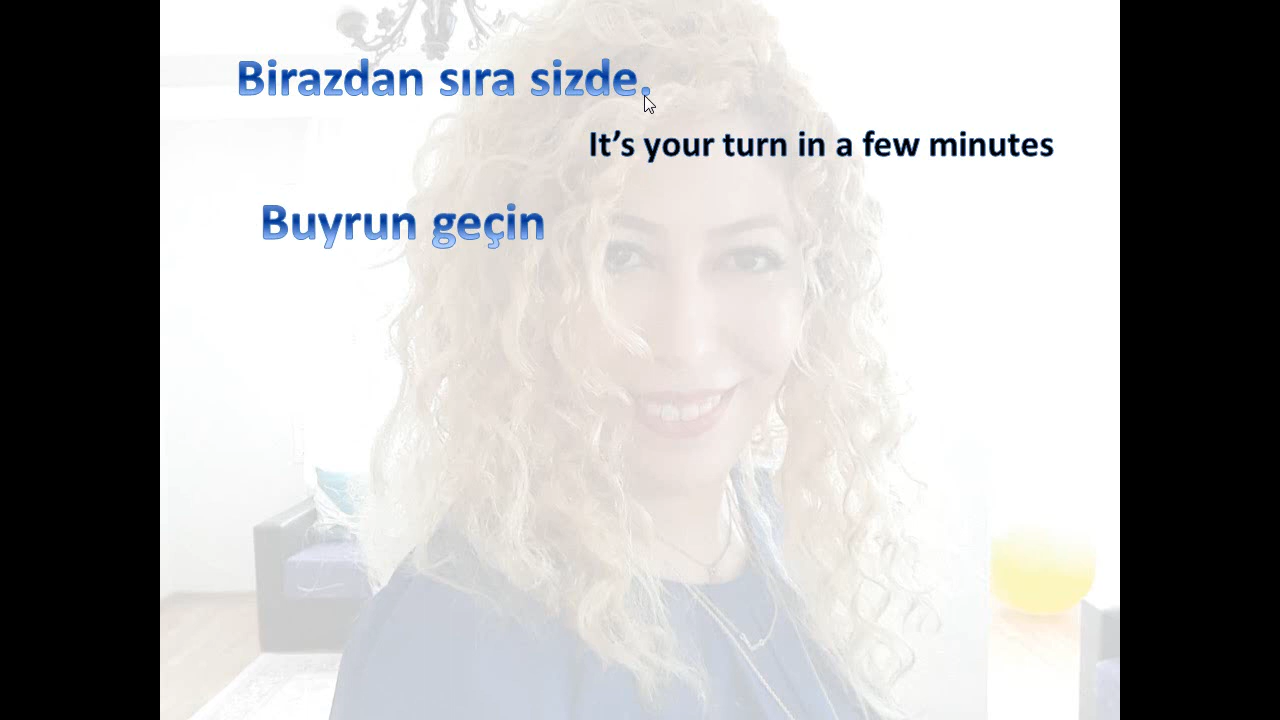 Birazdan sıra sizde.
It’s your turn in a few minutes
Buyrun geçin